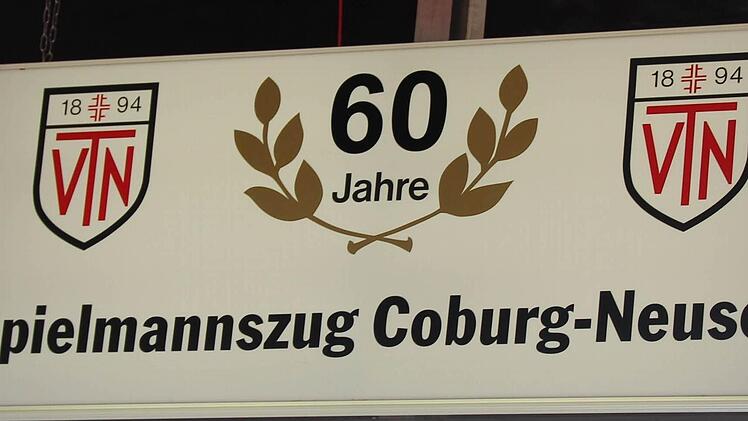 18 94
VTN
60
Jahre
18 94
VTN
pielmannszug Coburg-Neus